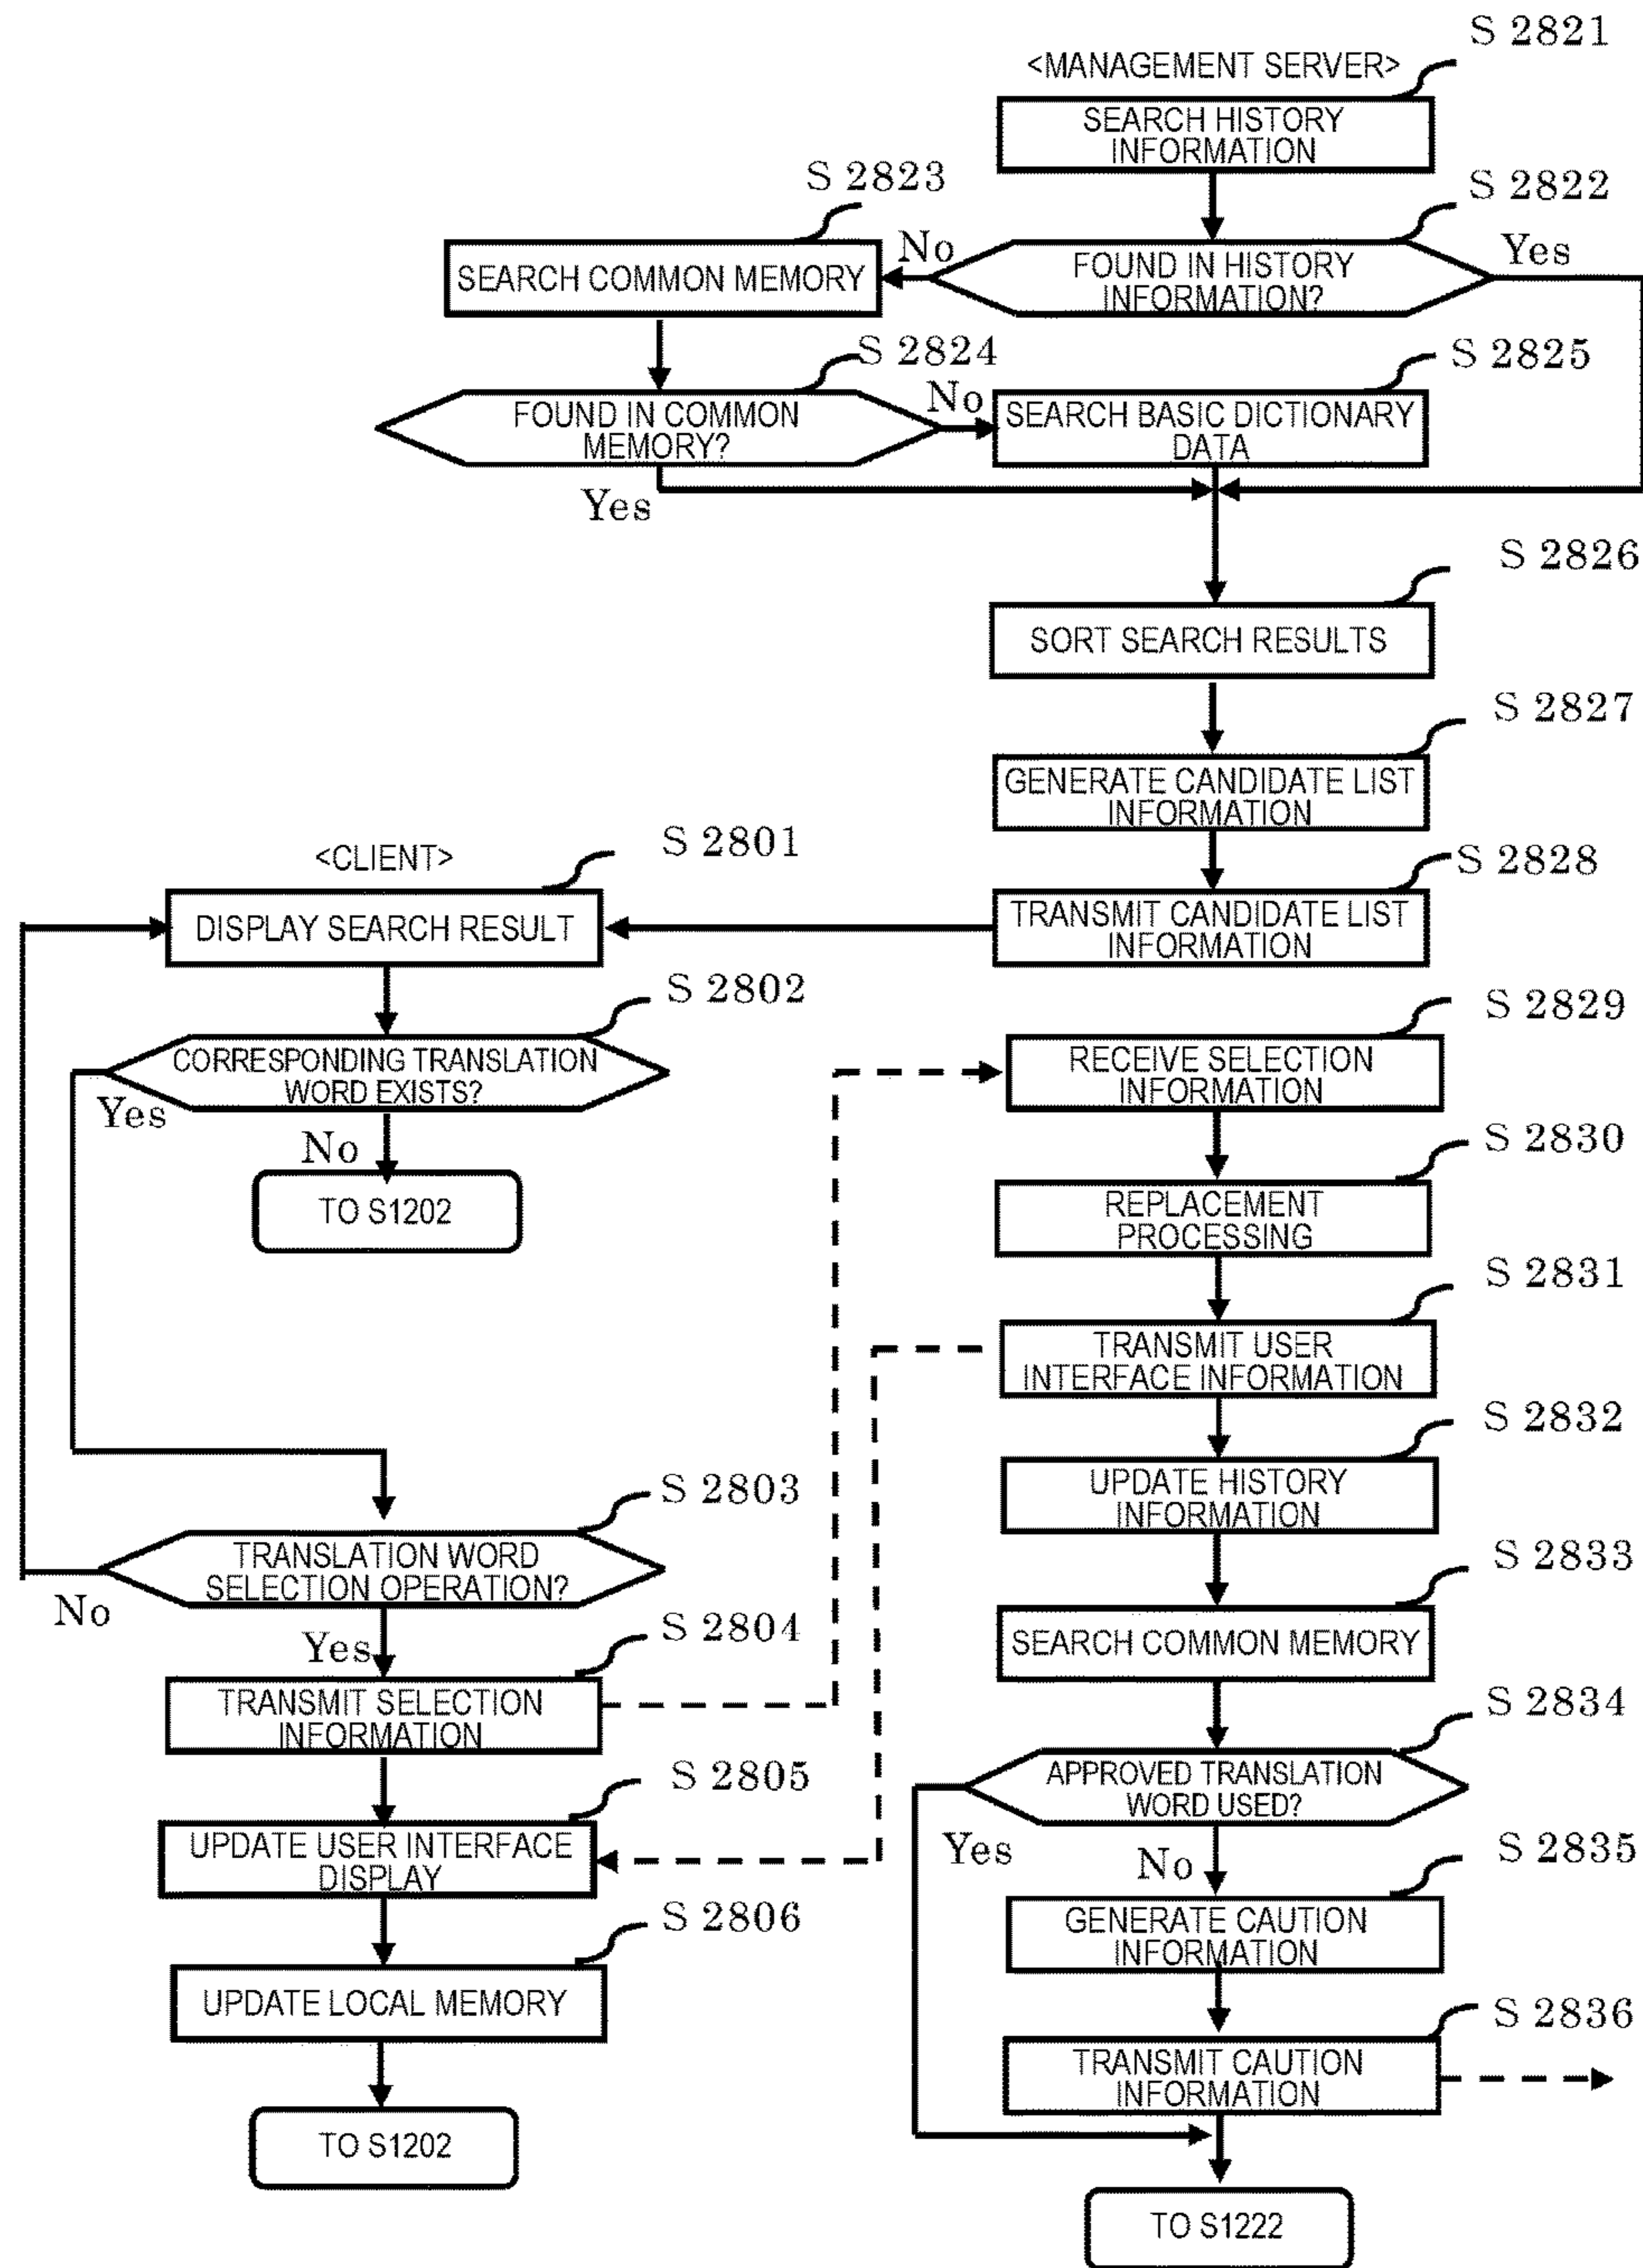 S 2821
<MANAGEMENT SERVER>
SEARCH HISTORY
INFORMATION
S 2823
S 2822
No
Yes
SEARCH COMMON MEMORY
FOUND IN HISTORY
INFORMATION?
S 2824
S 2825
No
FOUND IN COMMON
MEMORY?
SEARCH BASIC DICTIONARY
DATA
Yes
S 2826
SORT SEARCH RESULTS
S 2827
GENERATE CANDIDATE LIST
INFORMATION
S 2801
<CLIENT>
S 2828
DISPLAY SEARCH RESULT
TRANSMIT CANDIDATE LIST
INFORMATION
S 2802
S 2829
CORRESPONDING TRANSLATION
WORD EXISTS?
RECEIVE SELECTION
INFORMATION
Yes
No
S 2830
TO S1202
REPLACEMENT
PROCESSING
S 2831
TRANSMIT USER
INTERFACE INFORMATION
S 2832
S 2803
UPDATE HISTORY
INFORMATION
TRANSLATION WORD
SELECTION OPERATION?
S 2833
No
Yes
S 2804
SEARCH COMMON MEMORY
TRANSMIT SELECTION
INFORMATION
S 2834
S 2805
APPROVED TRANSLATION
WORD USED?
UPDATE USER INTERFACE
DISPLAY
Yes
No
S 2835
S 2806
GENERATE CAUTION
INFORMATION
UPDATE LOCAL MEMORY
S 2836
TRANSMIT CAUTION
INFORMATION
TO S1202
TO S1222